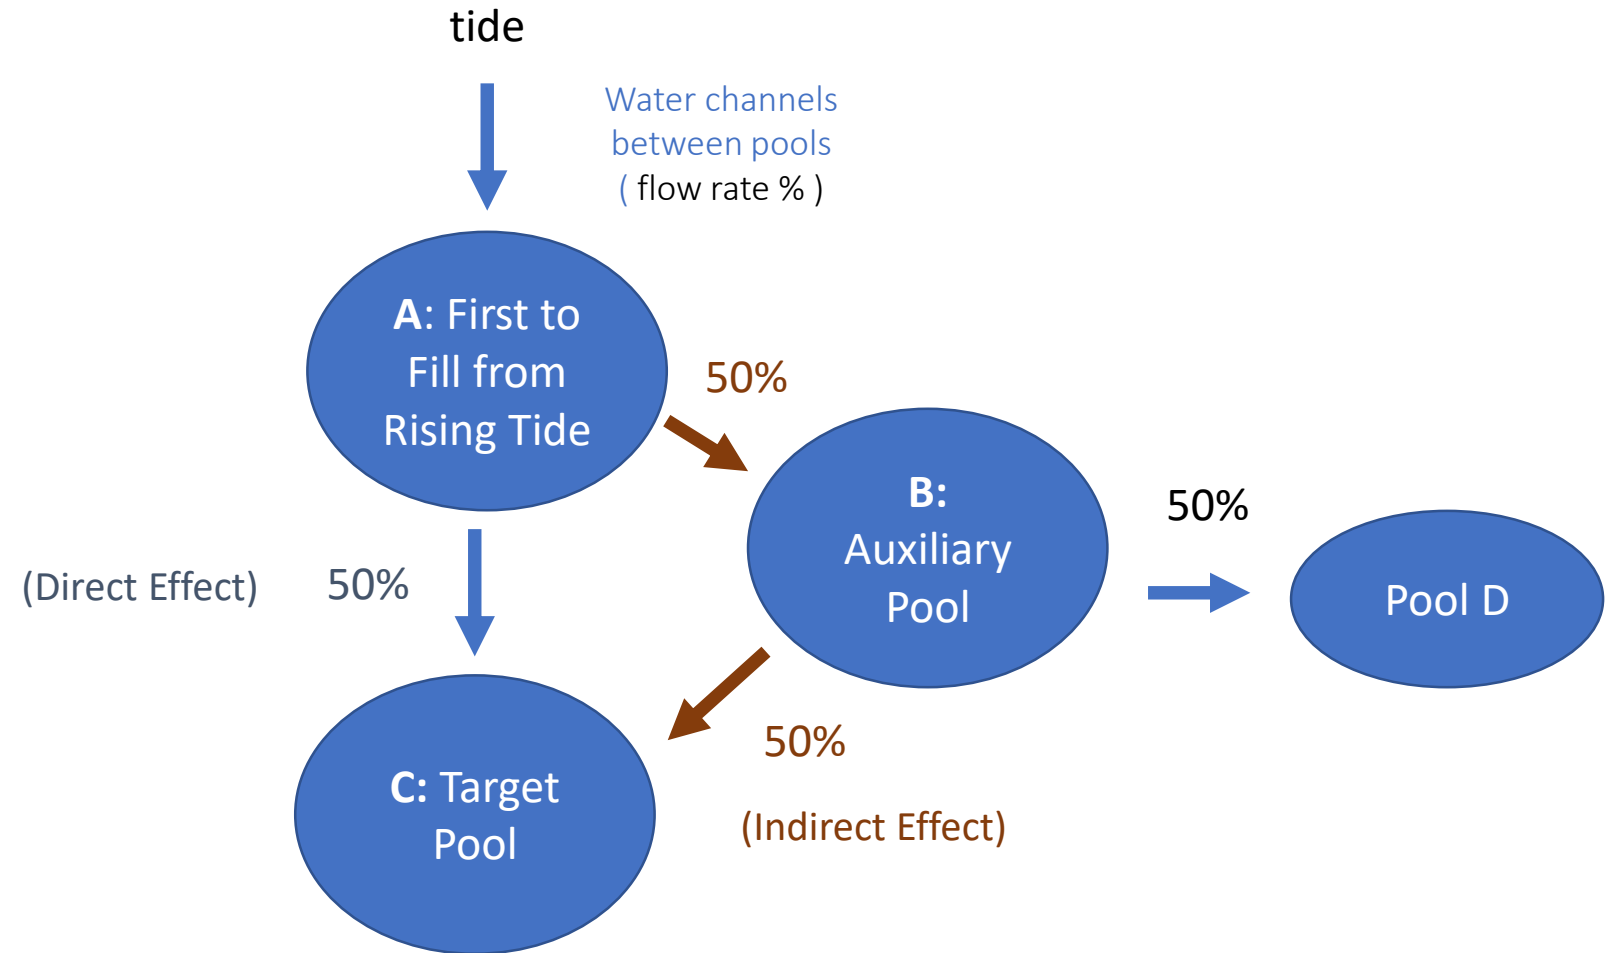 tide
Water channels
between pools
( flow rate % )
A: First to
Fill from
Rising Tide
50%
B:
Auxiliary
Pool
50%
Pool D
(Direct Effect)
50%
50%
(Indirect Effect)
C: Target
Pool